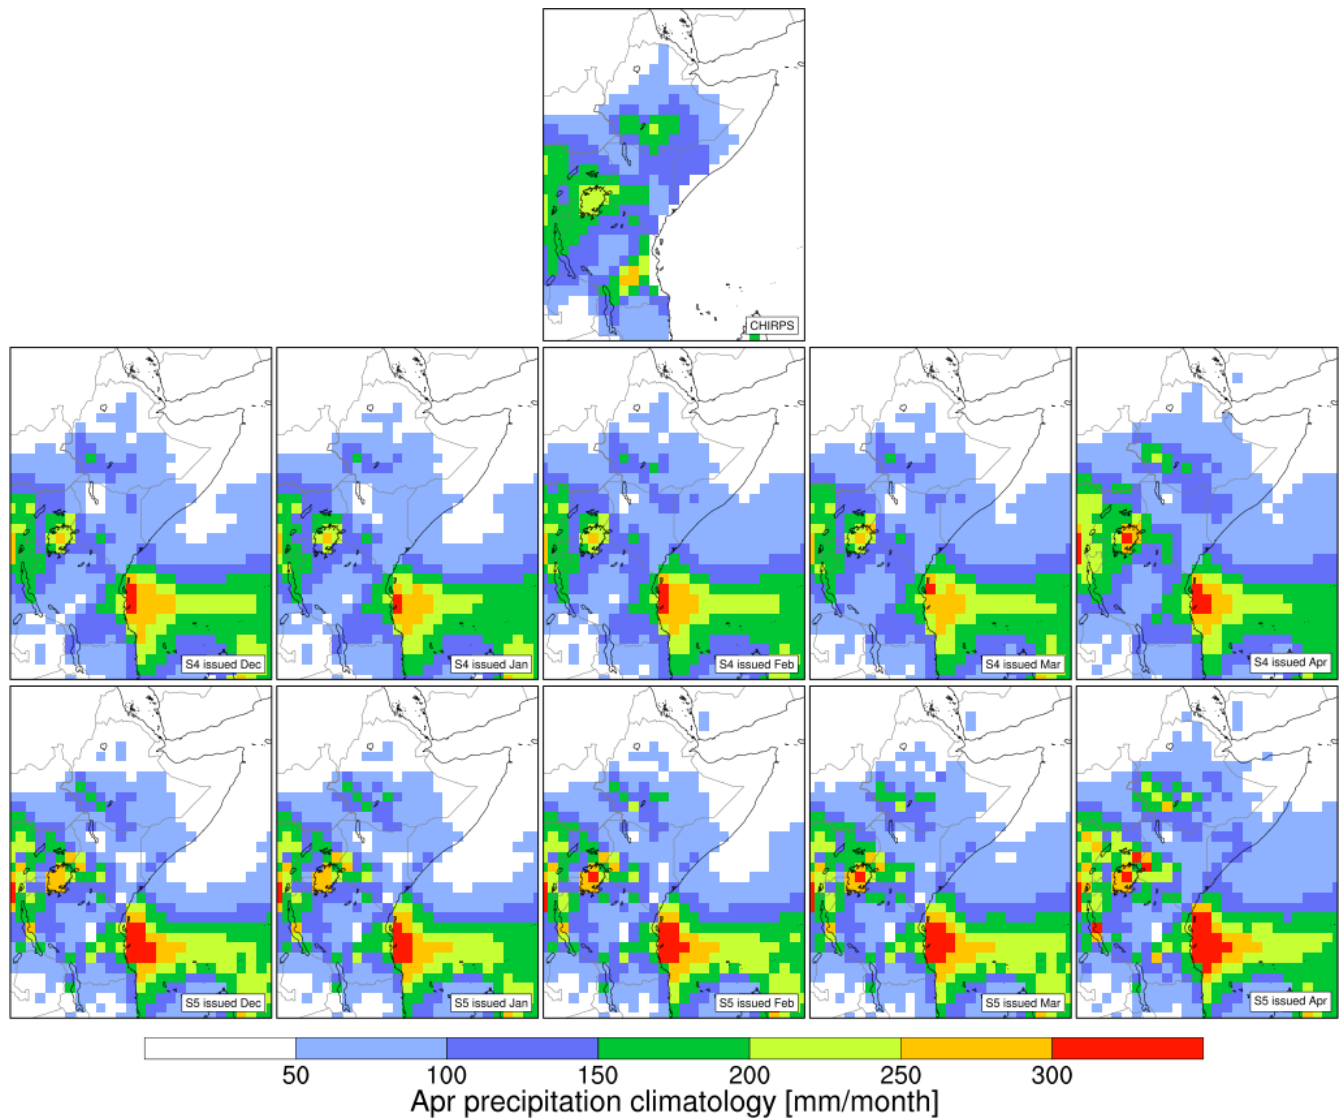 CHIRPS
S4 issued Dec
S4 issued Jan
S4 issued Feb
S4 issued Mar
S4 issued Apr
S5 issued Dec
S5 issued Jan
S5 issued Feb
S5 issued Mar
S5 issued Apr
50 100 150 200 250 300
Apr precipitation climatology [mm/month]